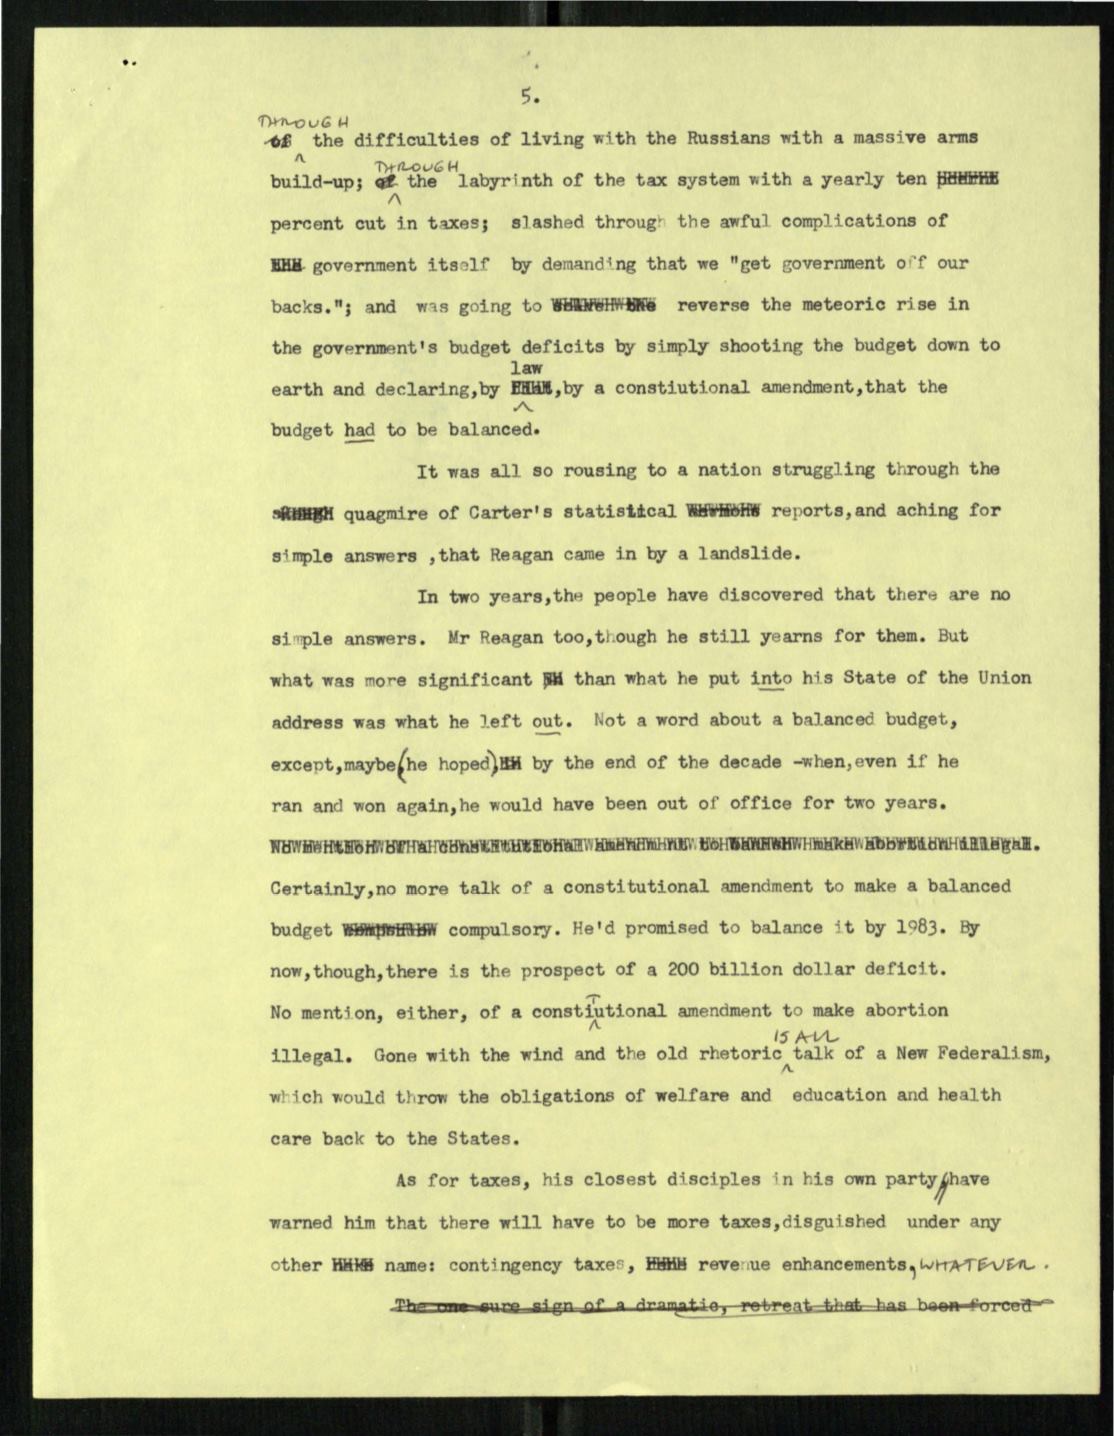 5.
THROUGH
of the difficulties of living with the Russians with a massive arms
THROUGH
build-up; of the labyrinth of the tax system with a yearly ten
percent cut in taxes; slashed through the awful complications of
government itself by demanding that we "get government off our
backs."; and was going to reverse the meteoric rise in
the government's budget deficits by simply shooting the budget down to
law
earth and declaring,by ,by a constiutional amendment,that the
budget had to be balanced.
It was all so rousing to a nation struggling through the
quagmire of Carter's statistical reports,and aching for
simple answers ,that Reagan came in by a landslide.
In two years,the people have discovered that there are no
simple answers. Mr Reagan too,though he still yearns for them. But
what was more significant than what he put into his State of the Union
address was what he left out. Not a word about a balanced budget,
except,maybe(he hoped), by the end of the decade -when,even if he
ran and won again,he would have been out of office for two years.
No mention of a constitutional amendment to make abortion illegal.
Certainly,no more talk of a constitutional amendment to make a balanced
budget compulsory. He'd promised to balance it by 1983. By
now,though,there is the prospect of a 200 billion dollar deficit.
T
No mention, either, of a constiutional amendment to make abortion
IS ALL
illegal. Gone with the wind and the old rhetoric talk of a New Federalism,
which would throw the obligations of welfare and education and health
care back to the States.
As for taxes, his closest disciples in his own party have
warned him that there will have to be more taxes,disguished under any
other name: contingency taxes, revenue enhancements, WHATEVER.
The one sure sign of a dramatic, retreat that has been forced